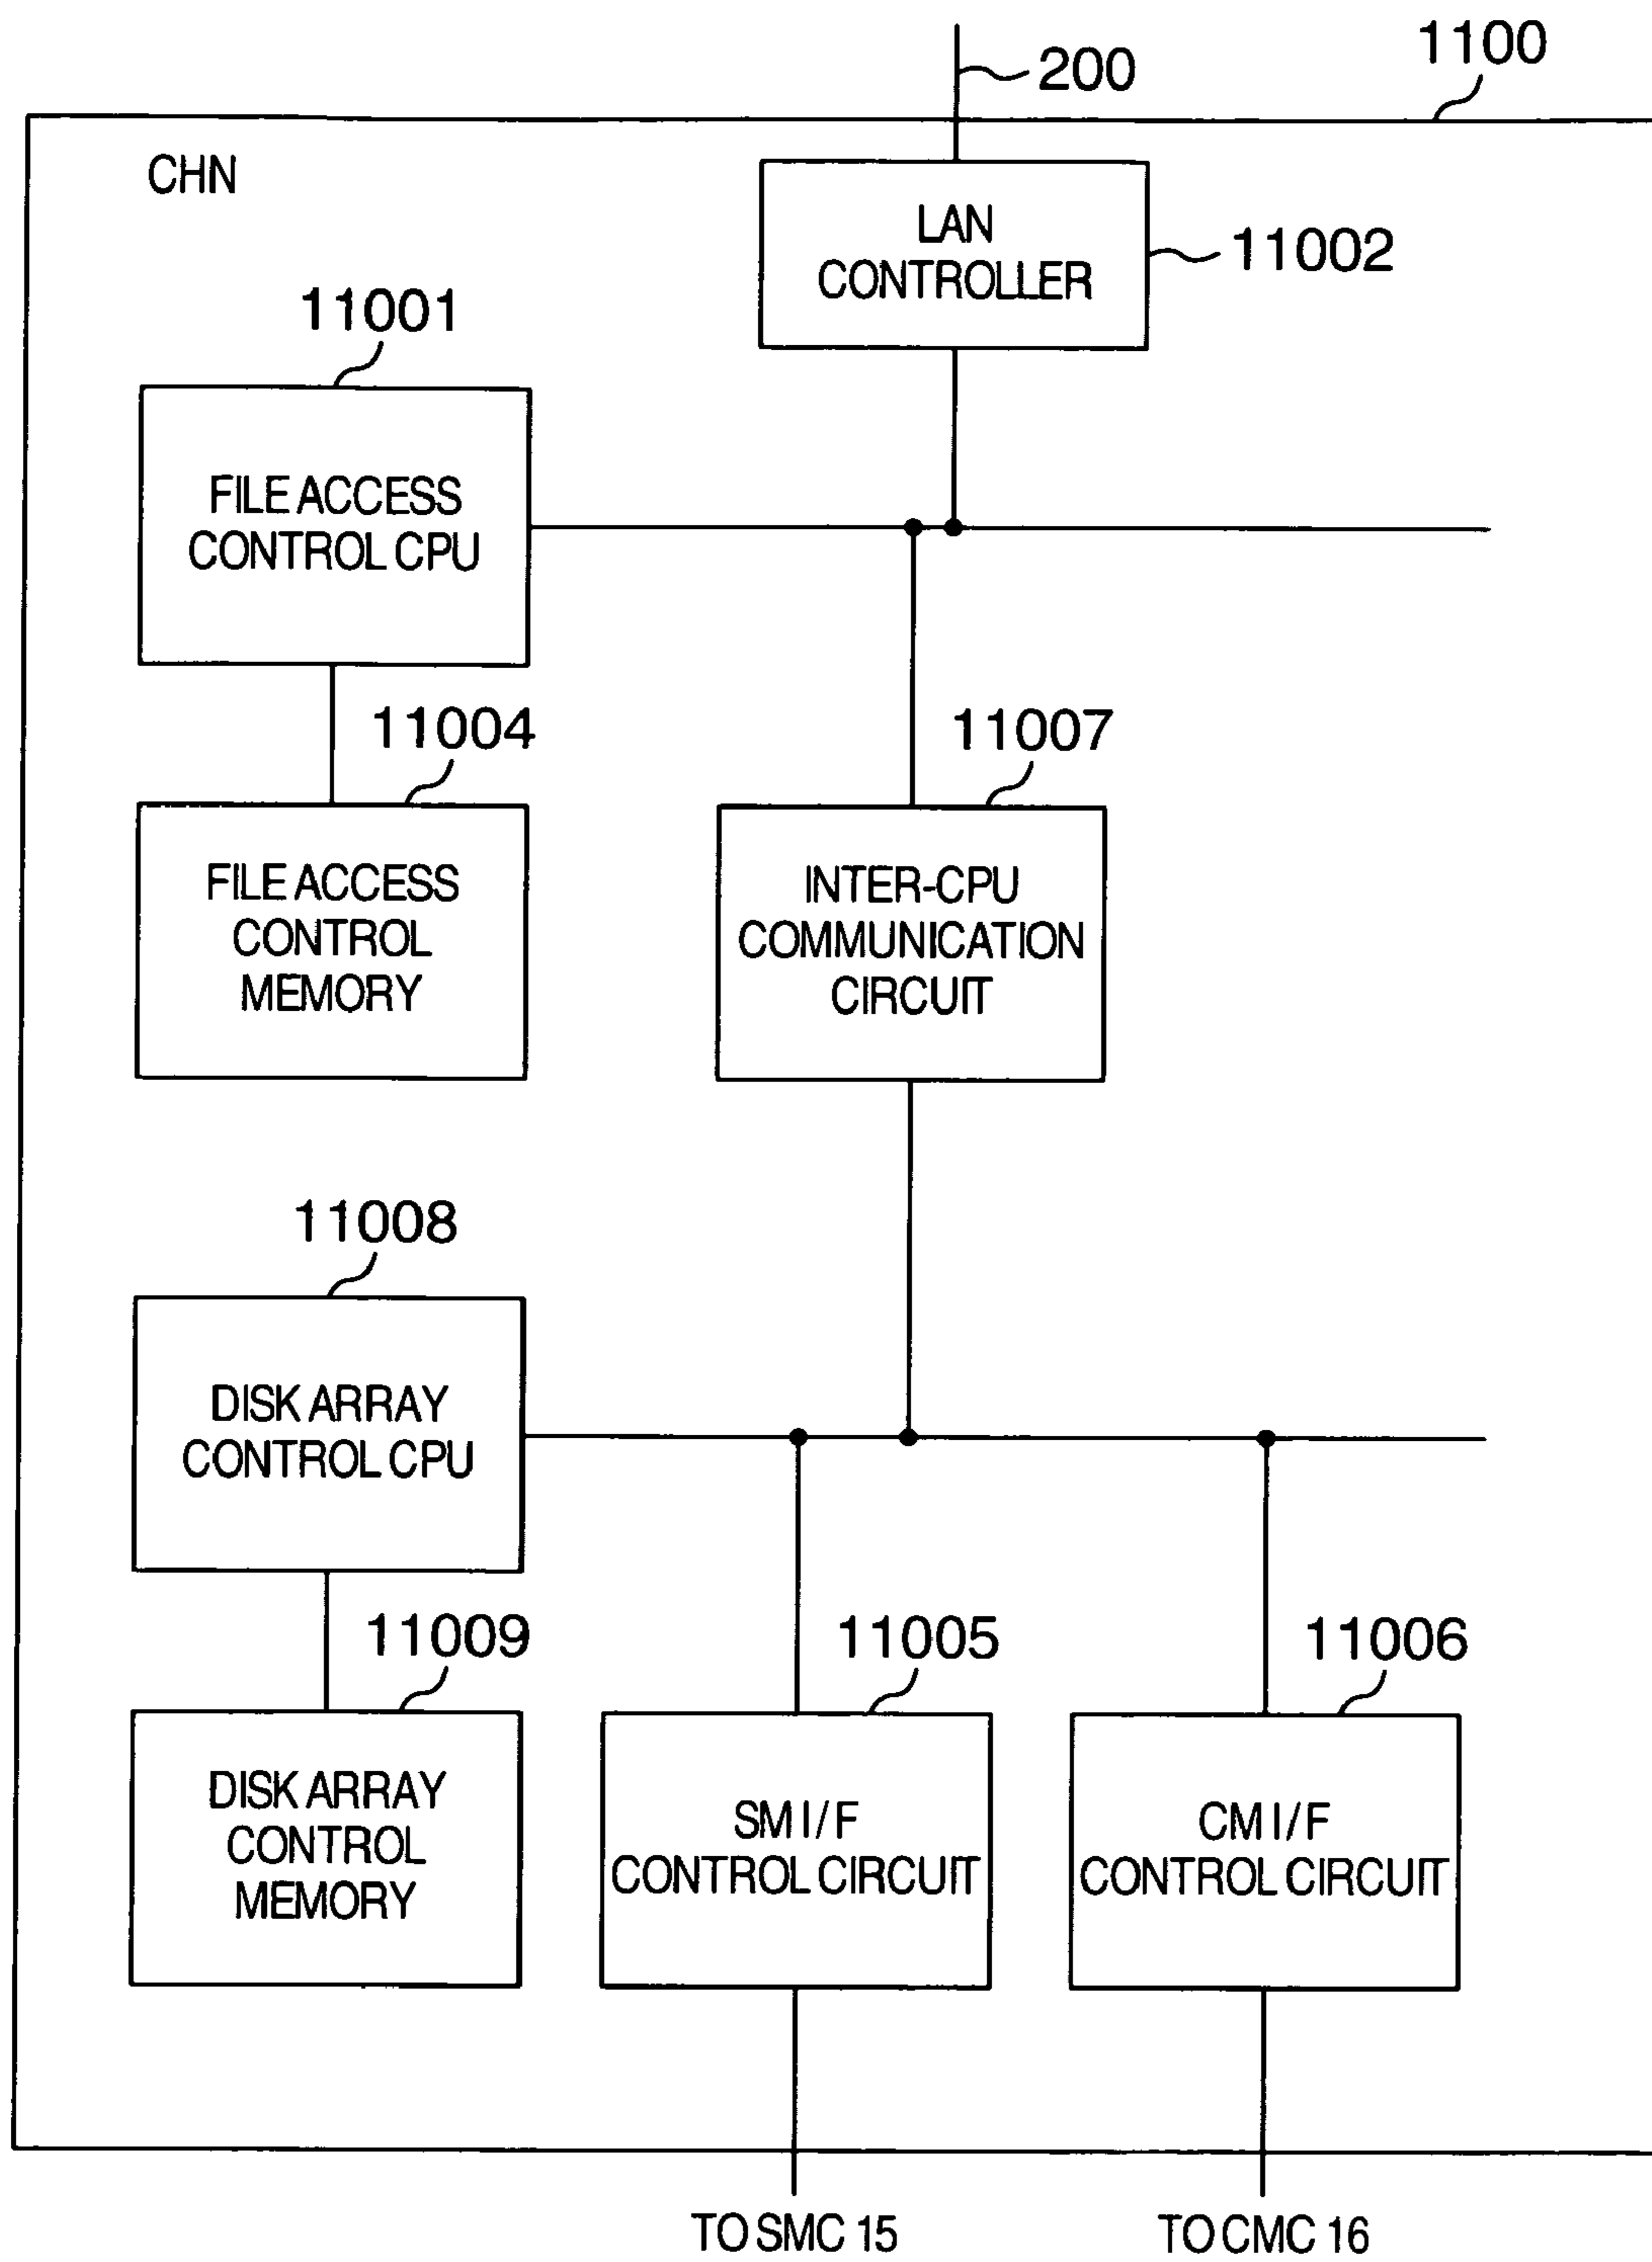 1100
200
CHN
LAN
CONTROLLER
11002
11001
FILE ACCESS
CONTROL CPU
11004
11007
FILE ACCESS
CONTROL
MEMORY
INTER-CPU
COMMUNICATION
CIRCUIT
11008
DISK ARRAY
CONTROL CPU
11009
11005
11006
DISK ARRAY
CONTROL
MEMORY
SM I/F
CONTROL CIRCUIT
CM I/F
CONTROL CIRCUIT
TO SMC 15
TO CMC 16